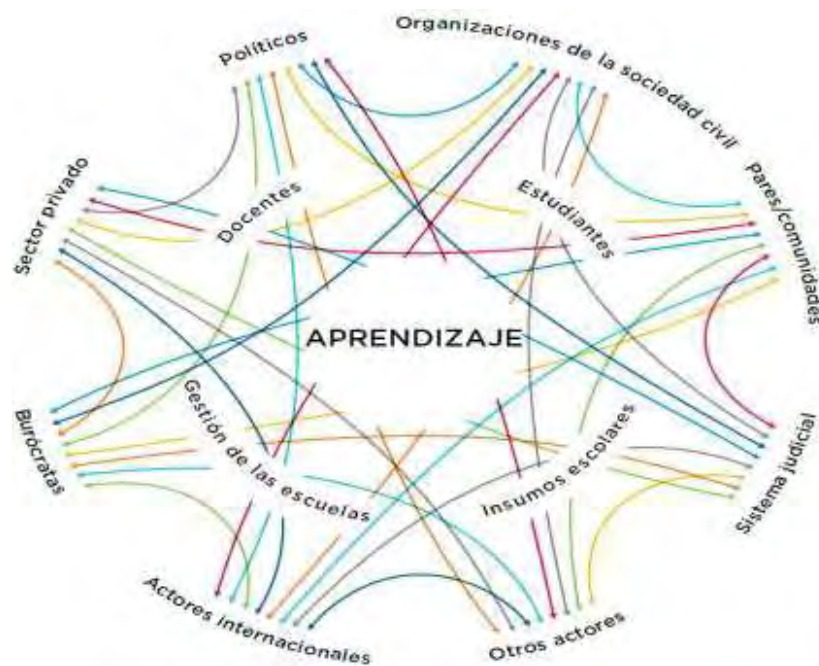 Políticos
Organizaciones de la sociedad civil
Sector privado
Docentes
Estudiantes
Pares/comunidades
APRENDIZAJE
Burócratas
Gestión de las escuelas
Insumos escolares
Sistema judicial
Actores internacionales
Otros actores